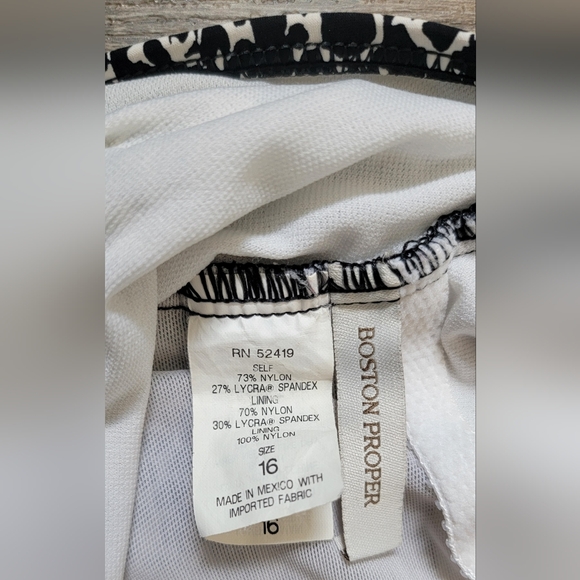 RN 52419
SELF
73% NYLON
27% LYCRA® SPANDEX
LINING
70% NYLON
30% LYCRA® SPANDEX
LINING
100% NYLON
SIZE
16
MADE IN MEXICO WITH
IMPORTED FABRIC
16
BOSTON PROPER